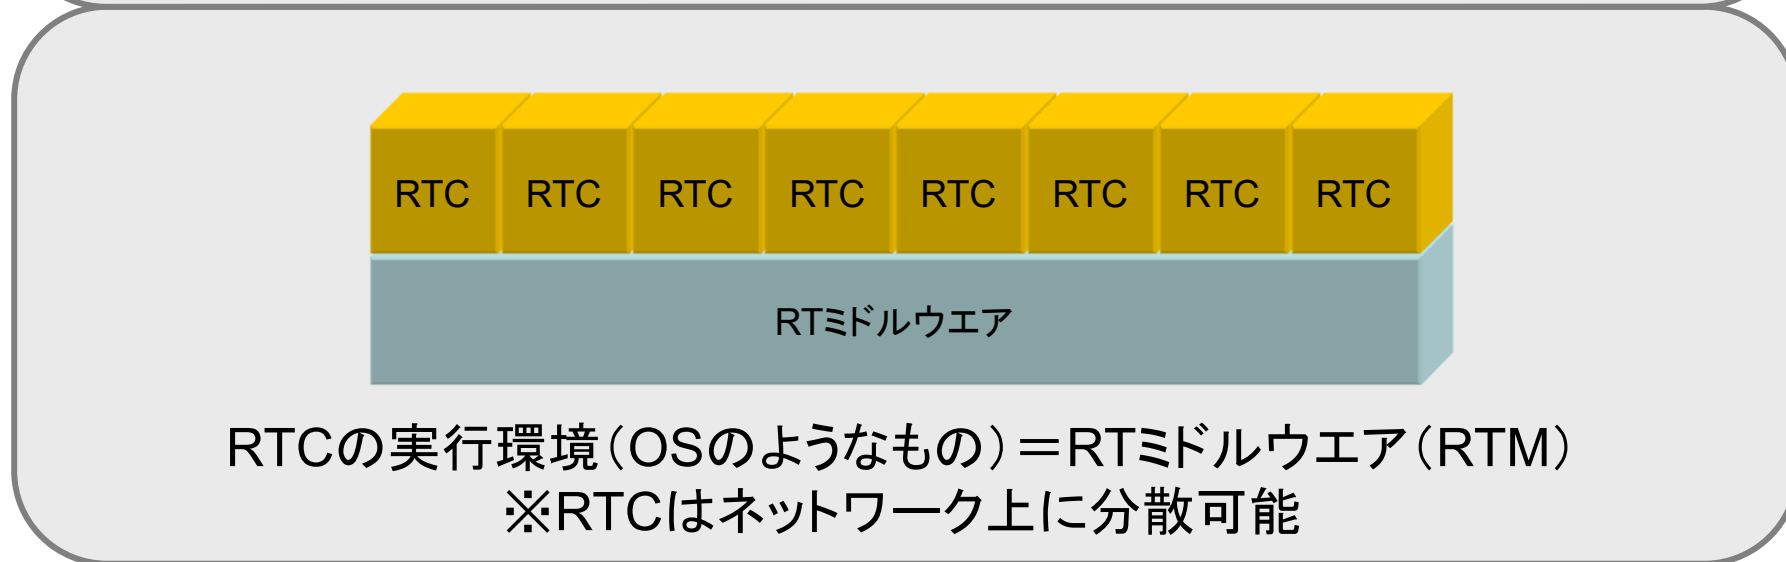 RTC RTC RTC RTC RTC RTC RTC RTC
RTミドルウエア
RTCの実行環境(OSのようなもの)=RTミドルウエア(RTM)
※RTCはネットワーク上に分散可能